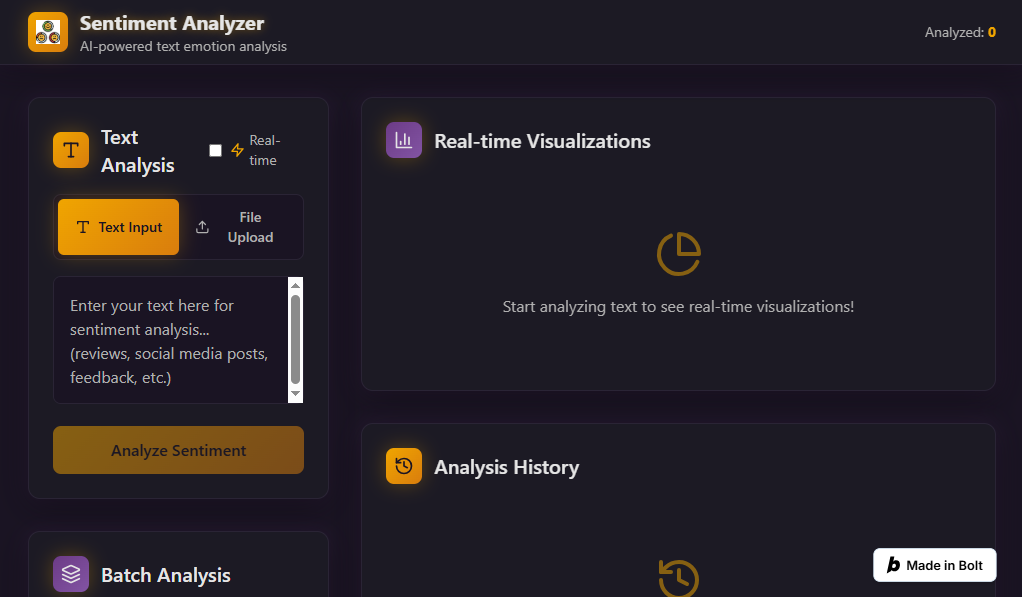 Sentiment Analyzer
AI-powered text emotion analysis
Analyzed: 0
Text
Analysis
Real-
time
Text Input
File
Upload
Enter your text here for
sentiment analysis...
(reviews, social media posts,
feedback, etc.)
Analyze Sentiment
Batch Analysis
Real-time Visualizations
Start analyzing text to see real-time visualizations!
Analysis History
Made in Bolt